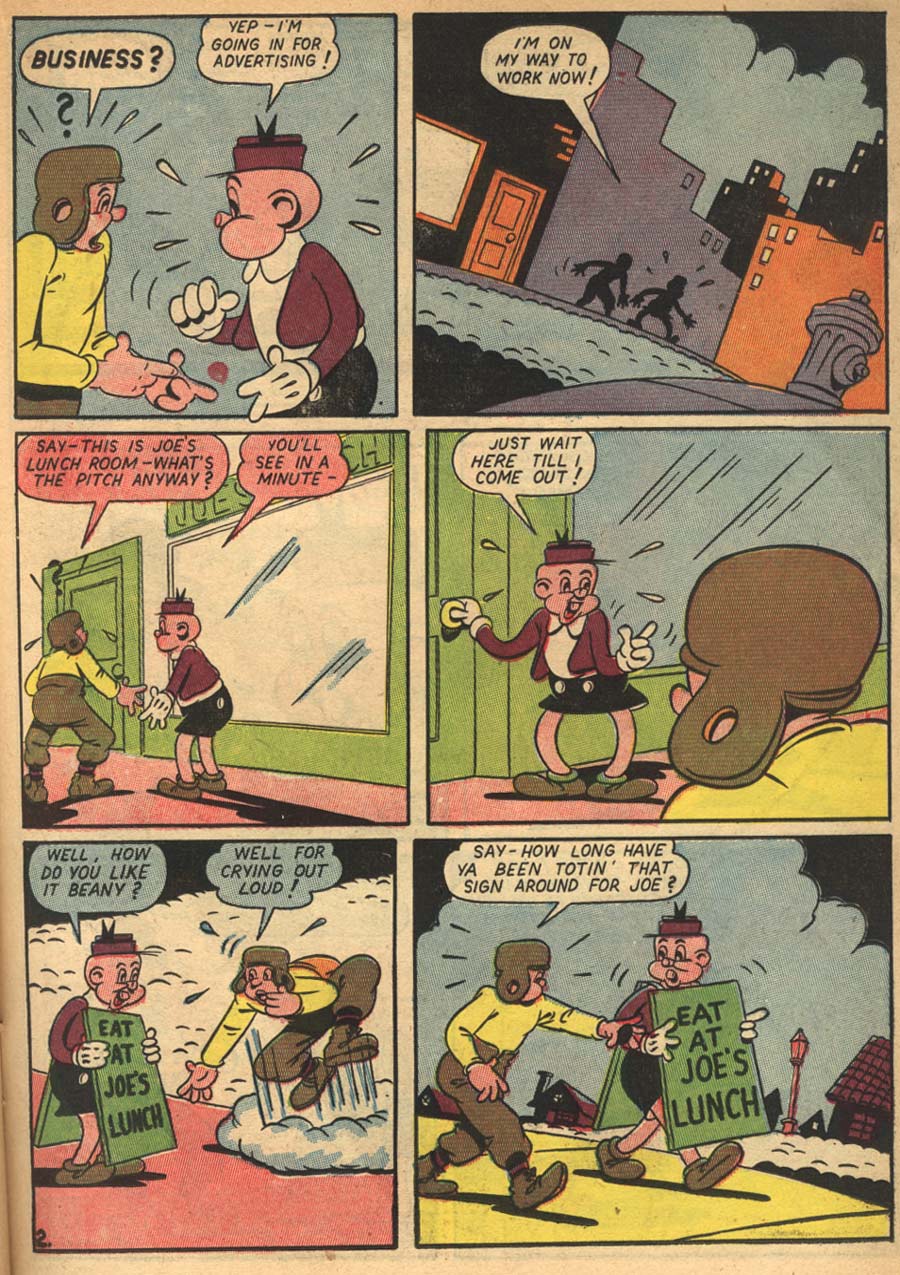 BUSINESS?
?
YEP - I'M
GOING IN FOR
ADVERTISING!
I'M ON
MY WAY TO
WORK NOW!
SAY - THIS IS JOE'S
LUNCH ROOM - WHAT'S
THE PITCH ANYWAY?
YOU'LL
SEE IN A
MINUTE -
JOE'S
CH
?
JUST WAIT
HERE TILL I
COME OUT!
WELL, HOW
DO YOU LIKE
IT BEANY?
WELL FOR
CRYING OUT
LOUD!
EAT
AT
JOE'S
LUNCH
2.
SAY - HOW LONG HAVE
YA BEEN TOTIN' THAT
SIGN AROUND FOR JOE?
EAT
AT
JOE'S
LUNCH